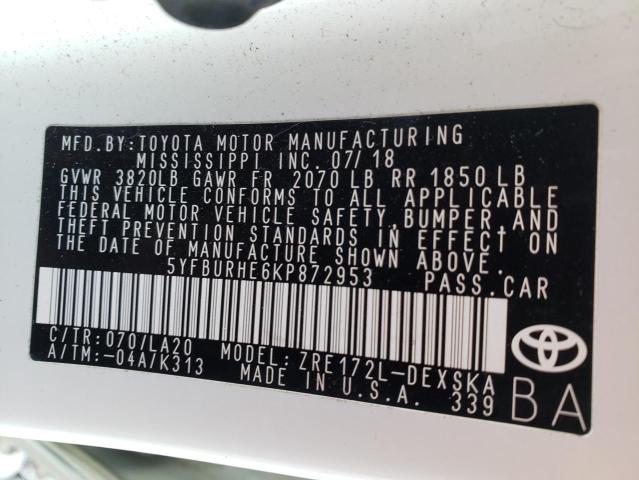 MFD.BY:TOYOTA MOTOR MANUFACTURING
MISSISSIPPI INC. 07/18
GVWR 3820LB GAWR FR 2070 LB RR 1850 LB
THIS VEHICLE CONFORMS TO ALL APPLICABLE
FEDERAL MOTOR VEHICLE SAFETY, BUMPER, AND
THEFT PREVENTION STANDARDS IN EFFECT ON
THE DATE OF MANUFACTURE SHOWN ABOVE.
5YFBURHE6KP872953 PASS.CAR
C/TR: 070/LA20 MODEL: ZRE172L-DEXSKA
A/TM: -04A/K313 MADE IN U.S.A. 339
BA